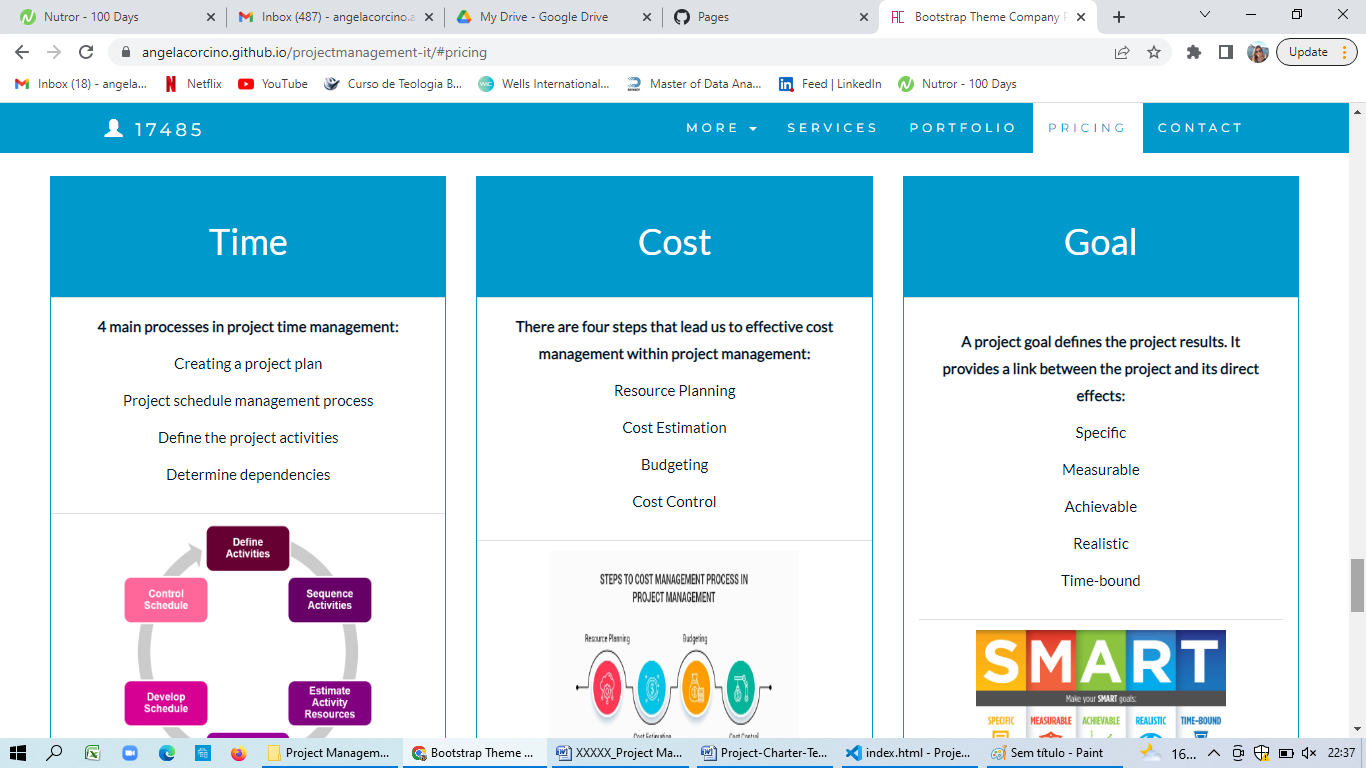 Nutror - 100 Days
Inbox (487) - angelacorcino.a
My Drive - Google Drive
Pages
Bootstrap Theme Company P
angelacorcino.github.io/projectmanagement-it/#pricing
Update
Inbox (18) - angela...
Netflix
YouTube
Curso de Teologia B...
Wells International...
Master of Data Ana...
Feed | LinkedIn
Nutror - 100 Days
17485
MORE
SERVICES
PORTFOLIO
PRICING
CONTACT
Time
4 main processes in project time management:
Creating a project plan
Project schedule management process
Define the project activities
Determine dependencies
Define
Activities
Control
Schedule
Sequence
Activities
Develop
Schedule
Estimate
Activity
Resources
Cost
There are four steps that lead us to effective cost
management within project management:
Resource Planning
Cost Estimation
Budgeting
Cost Control
STEPS TO COST MANAGEMENT PROCESS IN
PROJECT MANAGEMENT
Resource Planning
Budgeting
Cost Estimation
Cost Control
Goal
A project goal defines the project results. It
provides a link between the project and its direct
effects:
Specific
Measurable
Achievable
Realistic
Time-bound
SMART
Make your SMART goals:
SPECIFIC
MEASURABLE
ACHIEVABLE
REALISTIC
TIME-BOUND
Project Managem...
Bootstrap Theme ...
XXXXX_Project Ma...
Project-Charter-Te...
index.html - Proje...
Sem título - Paint
16...
22:37